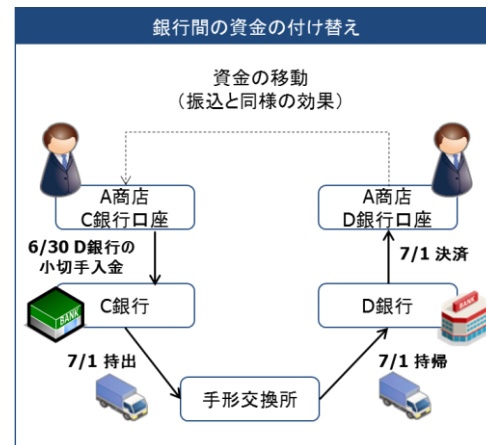 銀行間の資金の付け替え
資金の移動
（振込と同様の効果）
A商店
C銀行口座
A商店
D銀行口座
6/30 D銀行の
小切手入金
7/1 決済
BANK
C銀行
D銀行
BANK
7/1 持出
7/1 持帰
手形交換所